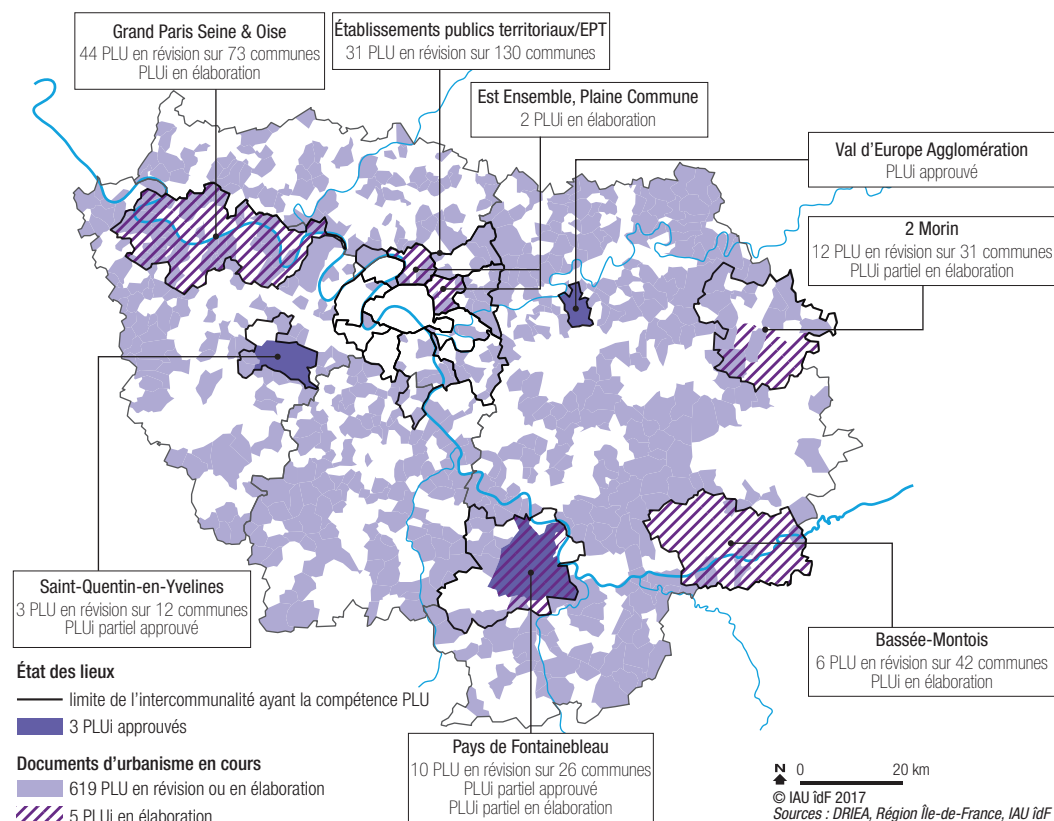 Grand Paris Seine & Oise
44 PLU en révision sur 73 communes
PLUi en élaboration
Établissements publics territoriaux/EPT
31 PLU en révision sur 130 communes
Est Ensemble, Plaine Commune
2 PLUi en élaboration
Val d'Europe Agglomération
PLUi approuvé
2 Morin
12 PLU en révision sur 31 communes
PLUi partiel en élaboration
Saint-Quentin-en-Yvelines
3 PLU en révision sur 12 communes
PLUi partiel approuvé
Bassée-Montois
6 PLU en révision sur 42 communes
PLUi en élaboration
Pays de Fontainebleau
10 PLU en révision sur 26 communes
PLUi partiel approuvé
PLUi partiel en élaboration
État des lieux
limite de l'intercommunalité ayant la compétence PLU
3 PLUi approuvés
Documents d'urbanisme en cours
619 PLU en révision ou en élaboration
5 PLUi en élaboration
N 0 20 km
© IAU îdF 2017
Sources : DRIEA, Région Île-de-France, IAU îdF